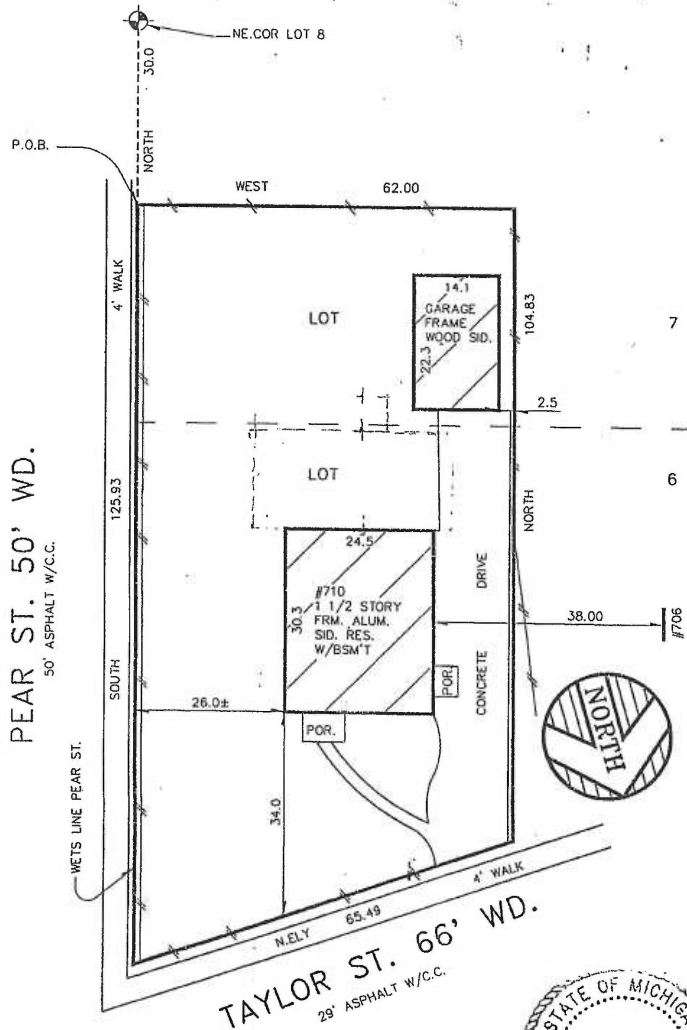 NE.COR LOT 8
30.0
NORTH
P.O.B.
WEST 62.00
4' WALK
LOT
14.1
GARAGE
FRAME
WOOD SID.
22.3
104.83
7
2.5
PEAR ST. 50' WD.
50' ASPHALT W/C.C.
125.93
SOUTH
LOT
6
NORTH
24.5
#710
1 1/2 STORY
FRM. ALUM.
SID. RES.
W/BSM'T
30.3
CONCRETE DRIVE
38.00
#706
POR.
POR.
26.0±
34.0
NORTH
WETS LINE PEAR ST.
4' WALK
N.ELY 65.49
TAYLOR ST. 66' WD.
29' ASPHALT W/C.C.
STATE OF MICHIG